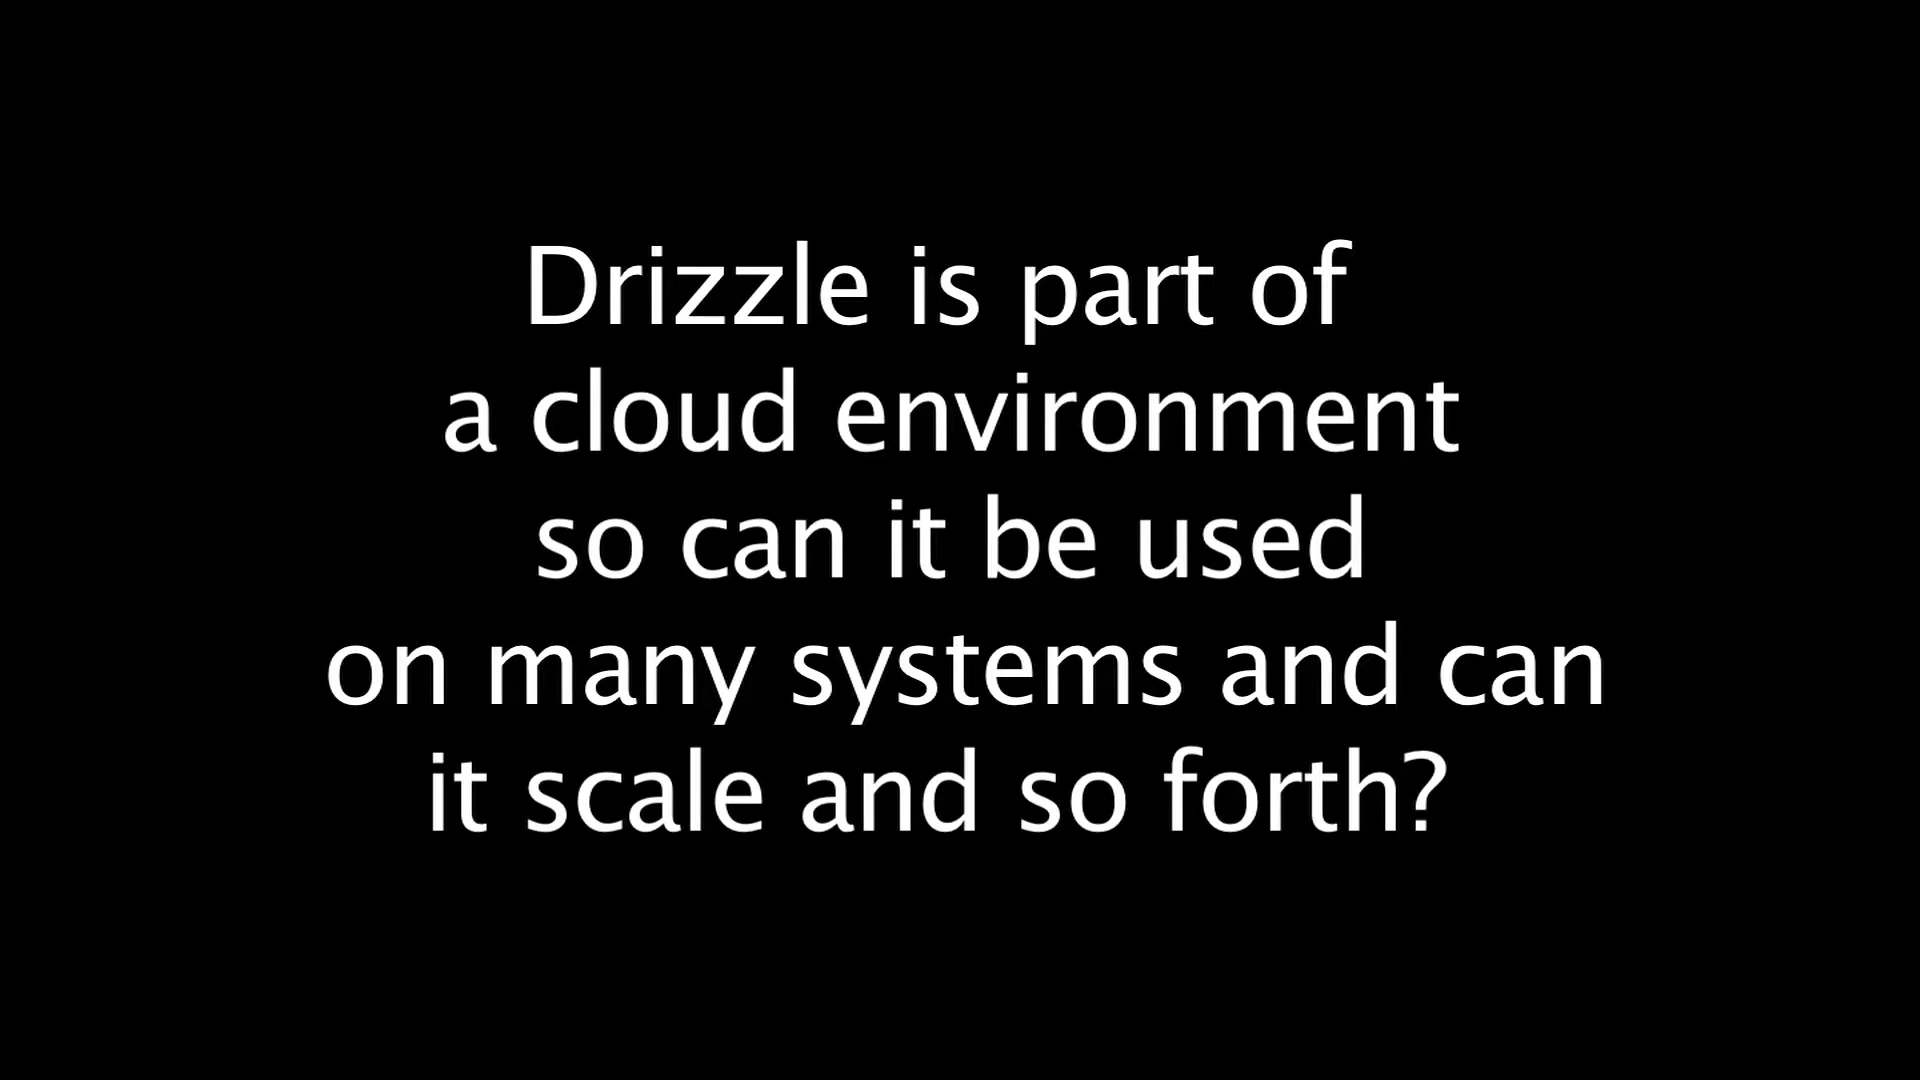 Drizzle is part of
a cloud environment
so can it be used
on many systems and can
it scale and so forth?